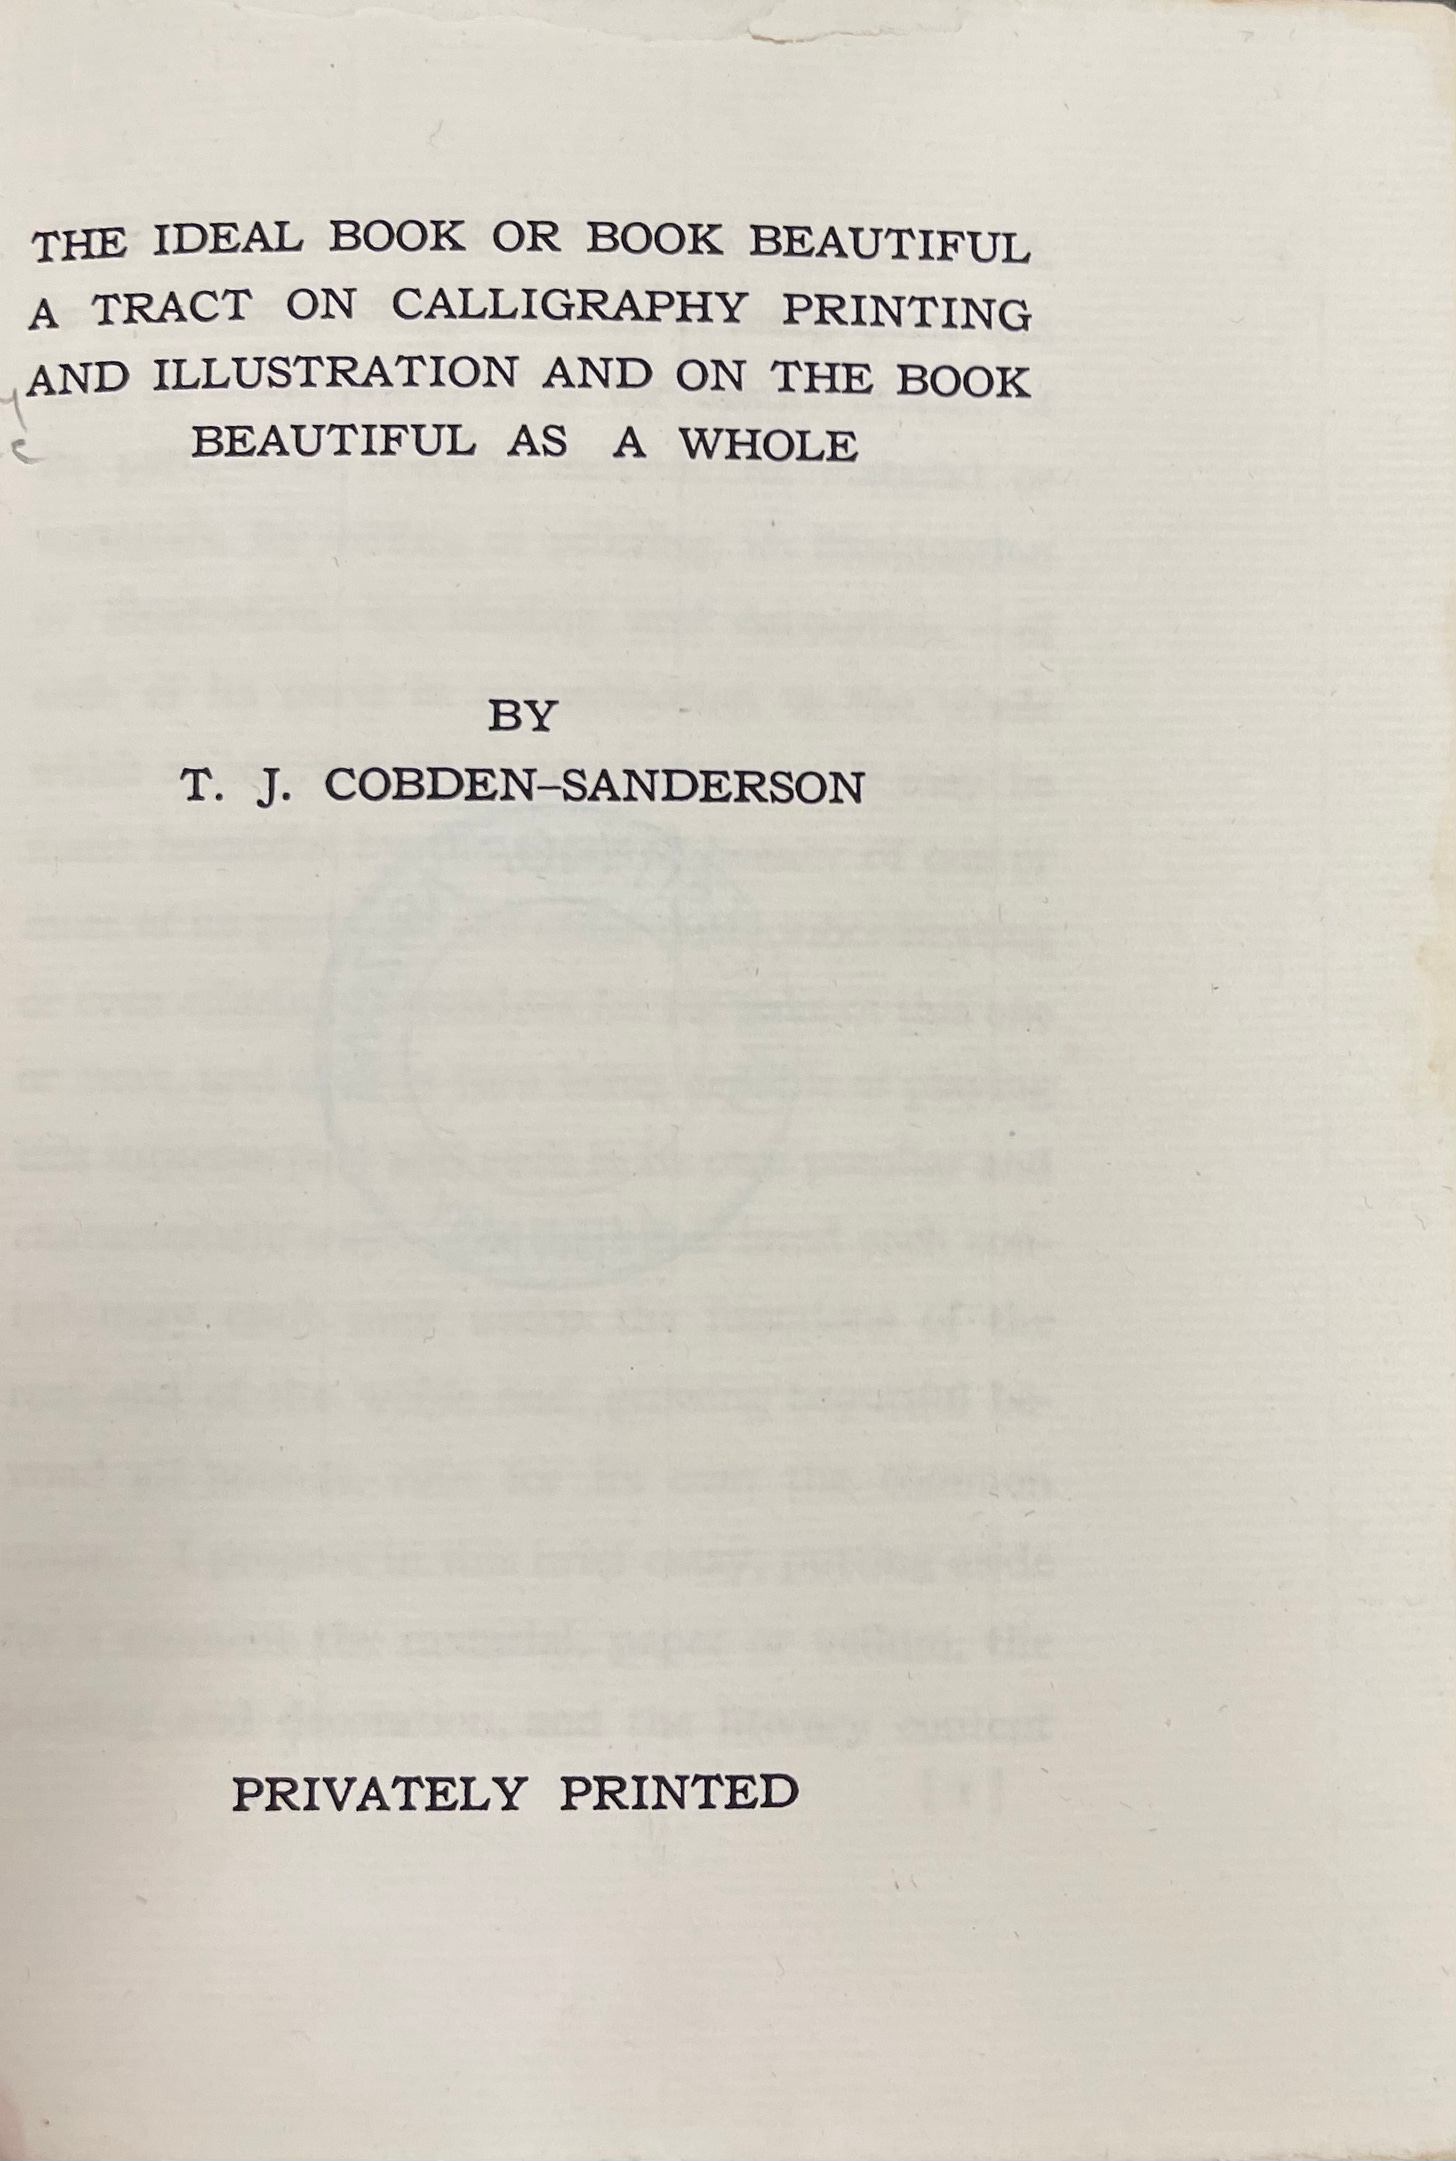 THE IDEAL BOOK OR BOOK BEAUTIFUL
A TRACT ON CALLIGRAPHY PRINTING
AND ILLUSTRATION AND ON THE BOOK
BEAUTIFUL AS A WHOLE
BY
T. J. COBDEN-SANDERSON
PRIVATELY PRINTED